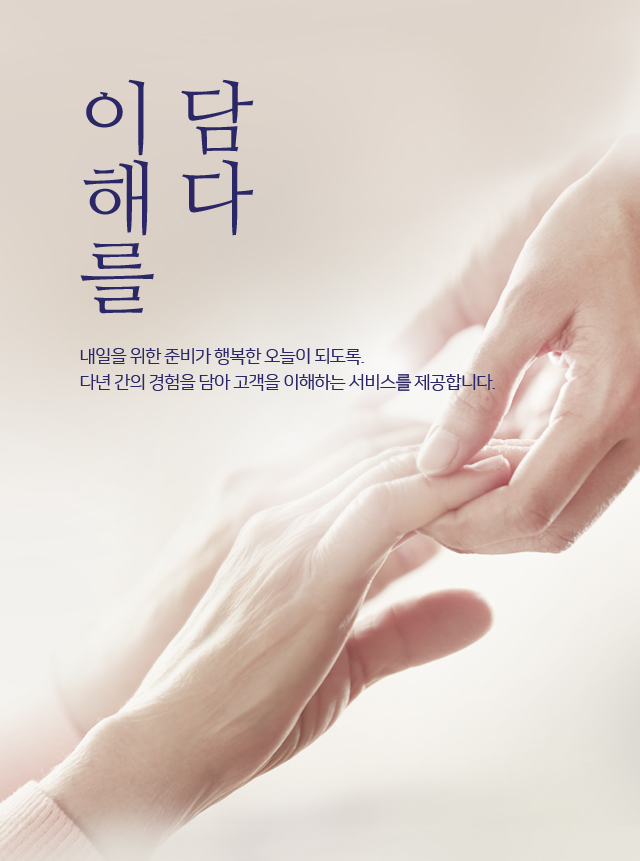 이해를
담다
내일을 위한 준비가 행복한 오늘이 되도록.
다년 간의 경험을 담아 고객을 이해하는 서비스를 제공합니다.